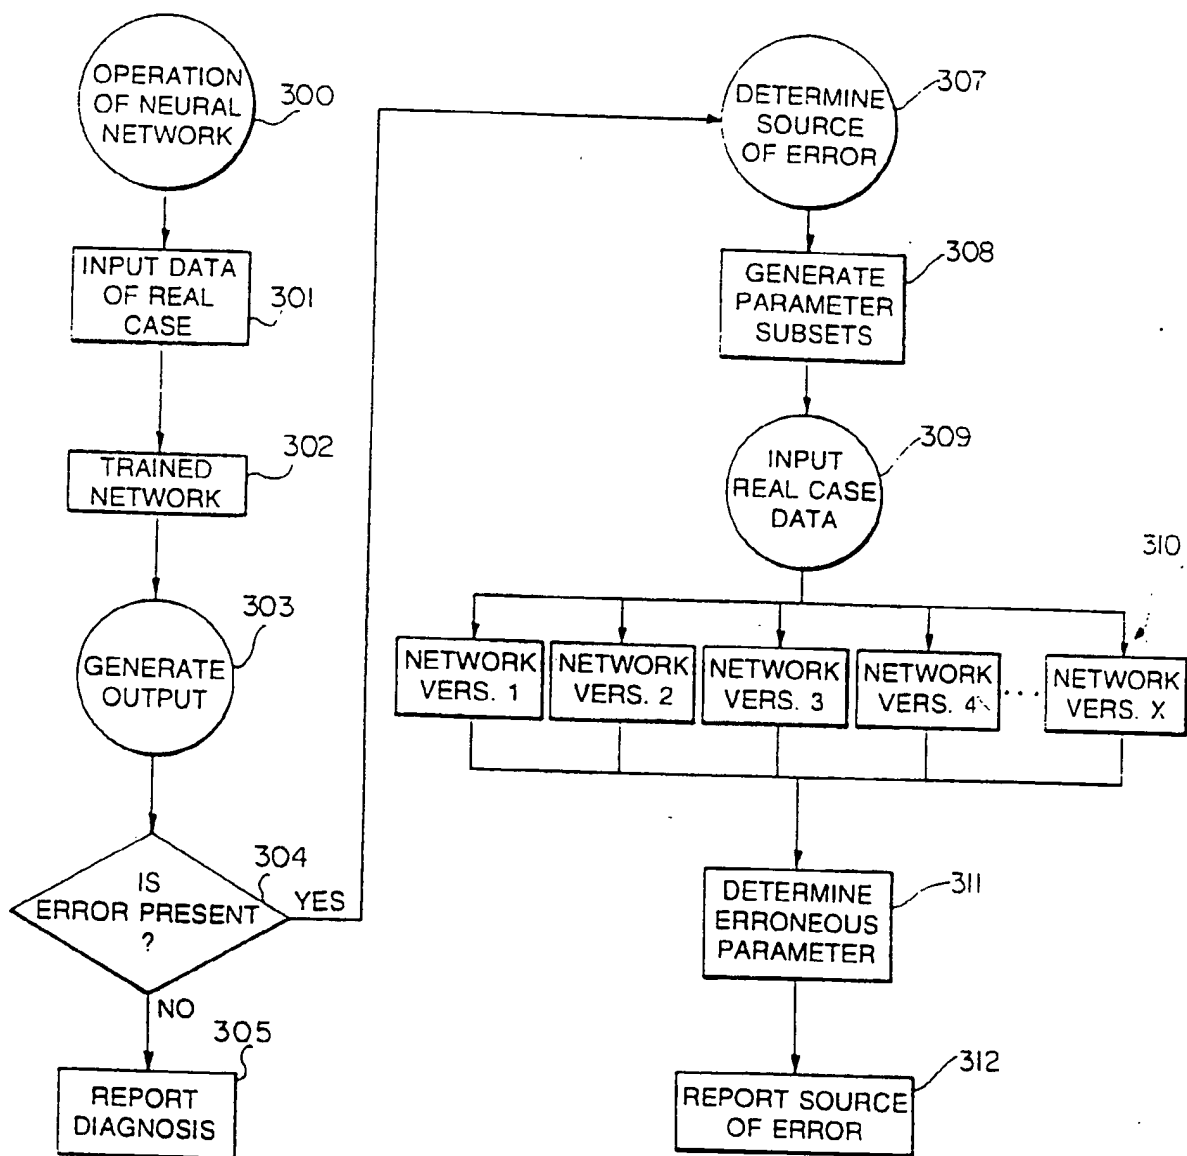 OPERATION
OF NEURAL
NETWORK
300
INPUT DATA
OF REAL
CASE
301
TRAINED
NETWORK
302
GENERATE
OUTPUT
303
IS
ERROR PRESENT
?
304
YES
NO
REPORT
DIAGNOSIS
305
DETERMINE
SOURCE
OF ERROR
307
GENERATE
PARAMETER
SUBSETS
308
INPUT
REAL CASE
DATA
309
310
NETWORK
VERS. 1
NETWORK
VERS. 2
NETWORK
VERS. 3
NETWORK
VERS. 4
...
NETWORK
VERS. X
DETERMINE
ERRONEOUS
PARAMETER
311
REPORT SOURCE
OF ERROR
312